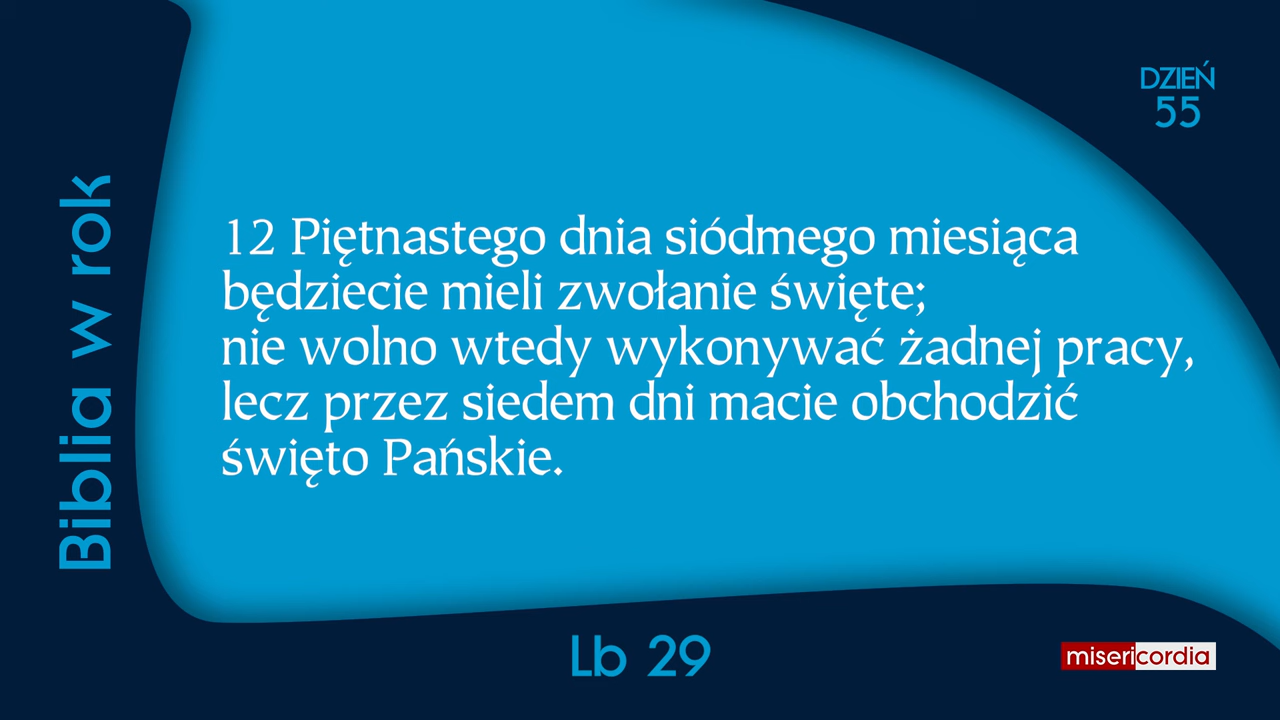 DZIEŃ
55
Biblia w rok
12 Piętnastego dnia siódmego miesiąca
będziecie mieli zwołanie święte;
nie wolno wtedy wykonywać żadnej pracy,
lecz przez siedem dni macie obchodzić
święto Pańskie.
Lb 29
misericordia